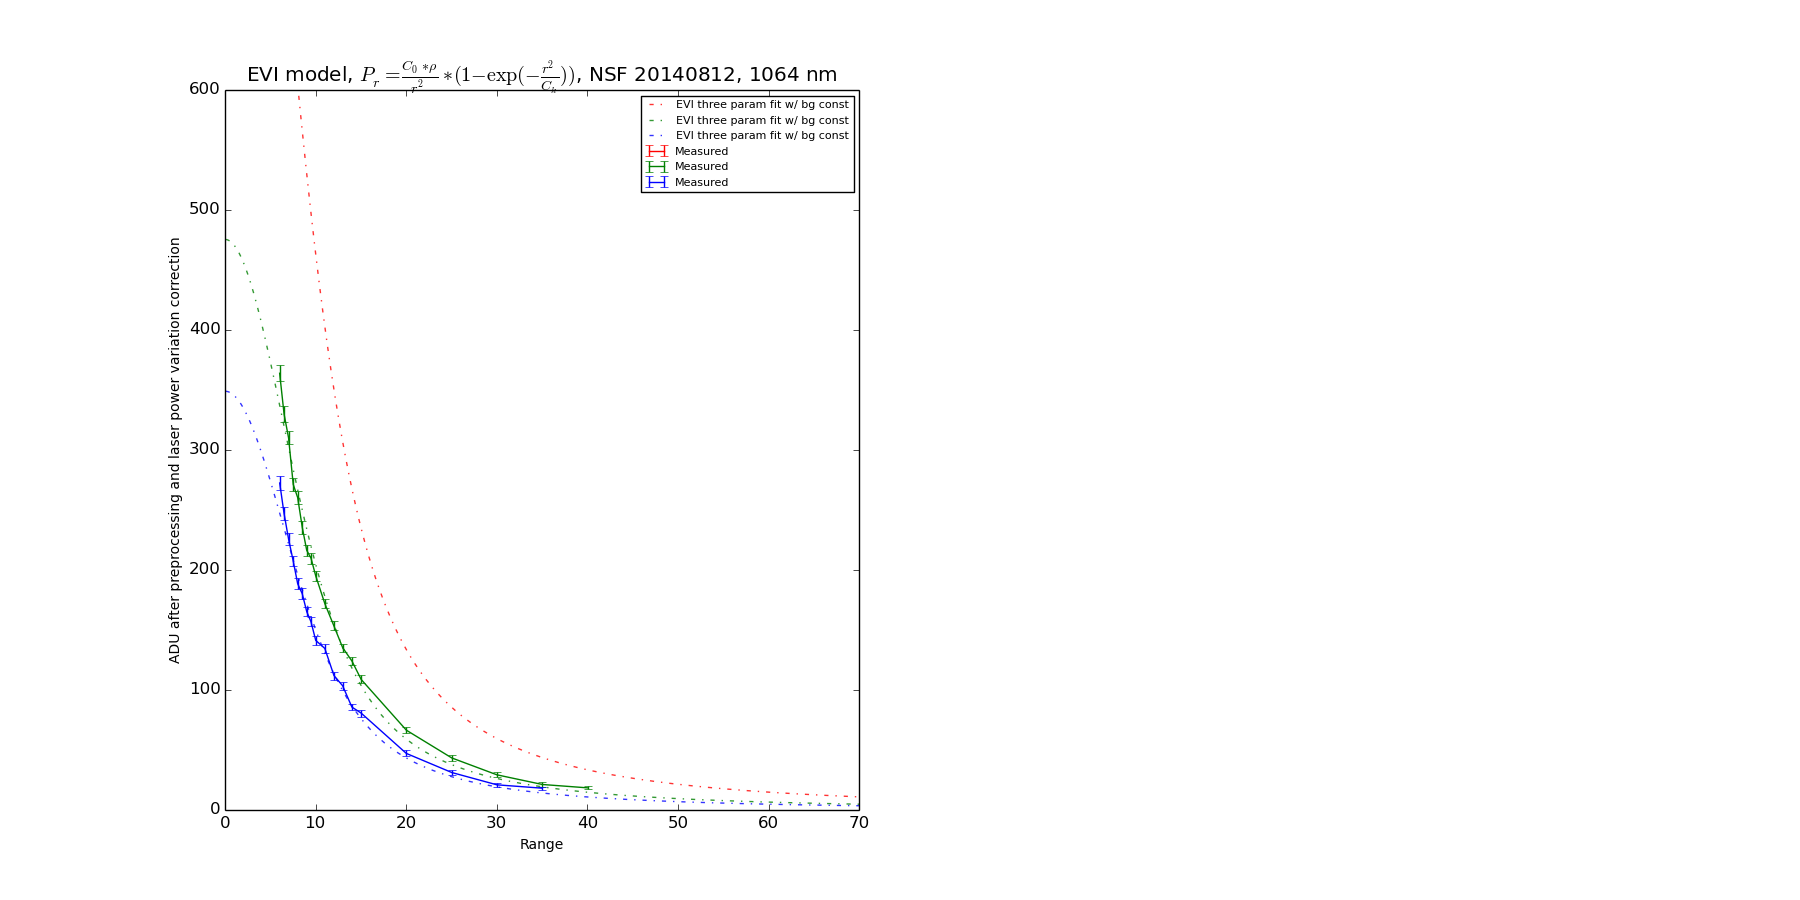 EVI model, $P_r = \frac{C_0 * \rho}{r^2} * (1 - \exp(-\frac{r^2}{C_k}))$, NSF 20140812, 1064 nm
600
500
400
300
200
100
0
ADU after preprocessing and laser power variation correction
EVI three param fit w/ bg const
EVI three param fit w/ bg const
EVI three param fit w/ bg const
Measured
Measured
Measured
0 10 20 30 40 50 60 70
Range